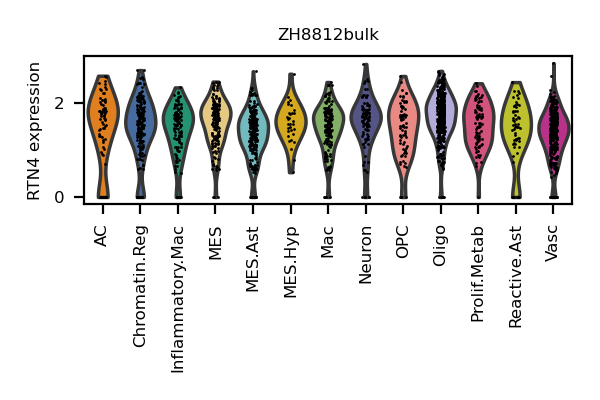 ZH8812bulk
RTN4 expression
2
0
AC
Chromatin.Reg
Inflammatory.Mac
MES
MES.Ast
MES.Hyp
Mac
Neuron
OPC
Oligo
Prolif.Metab
Reactive.Ast
Vasc